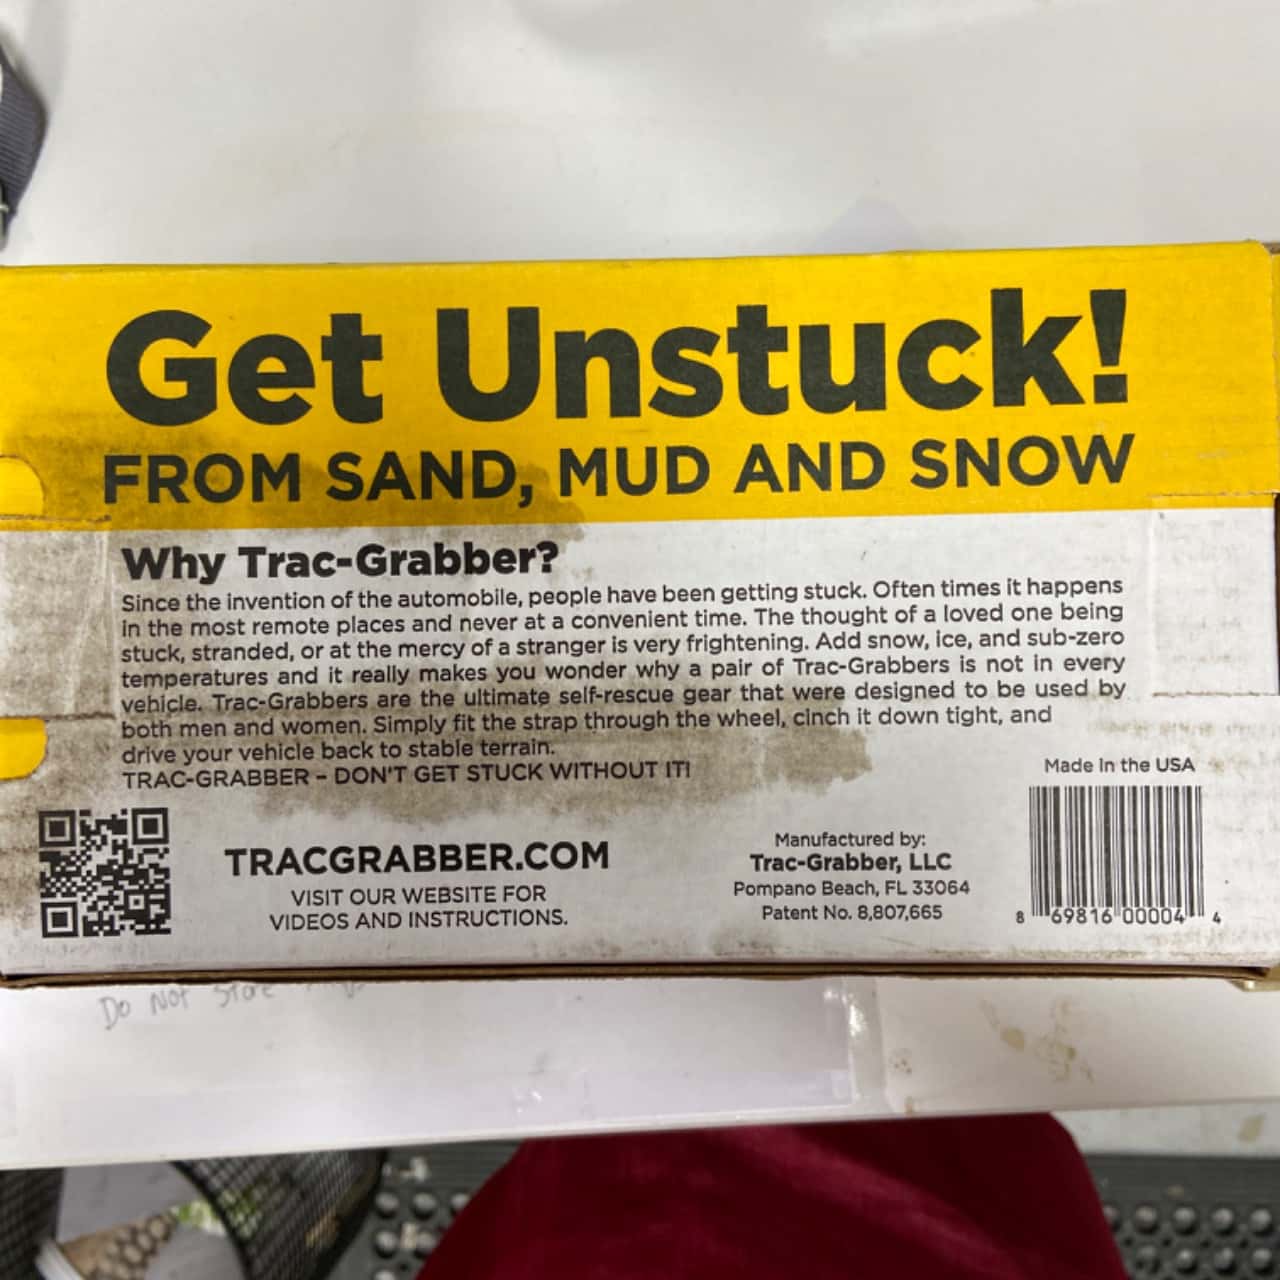 Get Unstuck!
FROM SAND, MUD AND SNOW
Why Trac-Grabber?
Since the invention of the automobile, people have been getting stuck. Often times it happens
in the most remote places and never at a convenient time. The thought of a loved one being
stuck, stranded, or at the mercy of a stranger is very frightening. Add snow, ice, and sub-zero
temperatures and it really makes you wonder why a pair of Trac-Grabbers is not in every
vehicle. Trac-Grabbers are the ultimate self-rescue gear that were designed to be used by
both men and women. Simply fit the strap through the wheel, cinch it down tight, and
drive your vehicle back to stable terrain.
TRAC-GRABBER – DON'T GET STUCK WITHOUT IT!
TRACGRABBER.COM
VISIT OUR WEBSITE FOR
VIDEOS AND INSTRUCTIONS.
Manufactured by:
Trac-Grabber, LLC
Pompano Beach, FL 33064
Patent No. 8,807,665
Made in the USA
8 69816 00004 4
Do Not Store